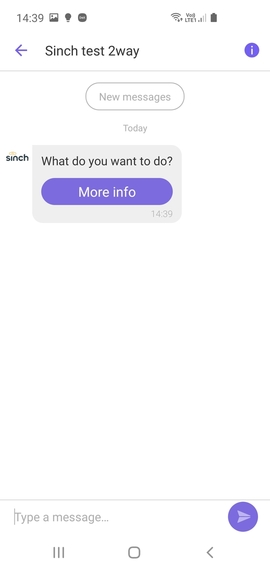 14:39
VoI)
LTE1
Sinch test 2way
New messages
Today
sinch
What do you want to do?
More info
14:39
Type a message...